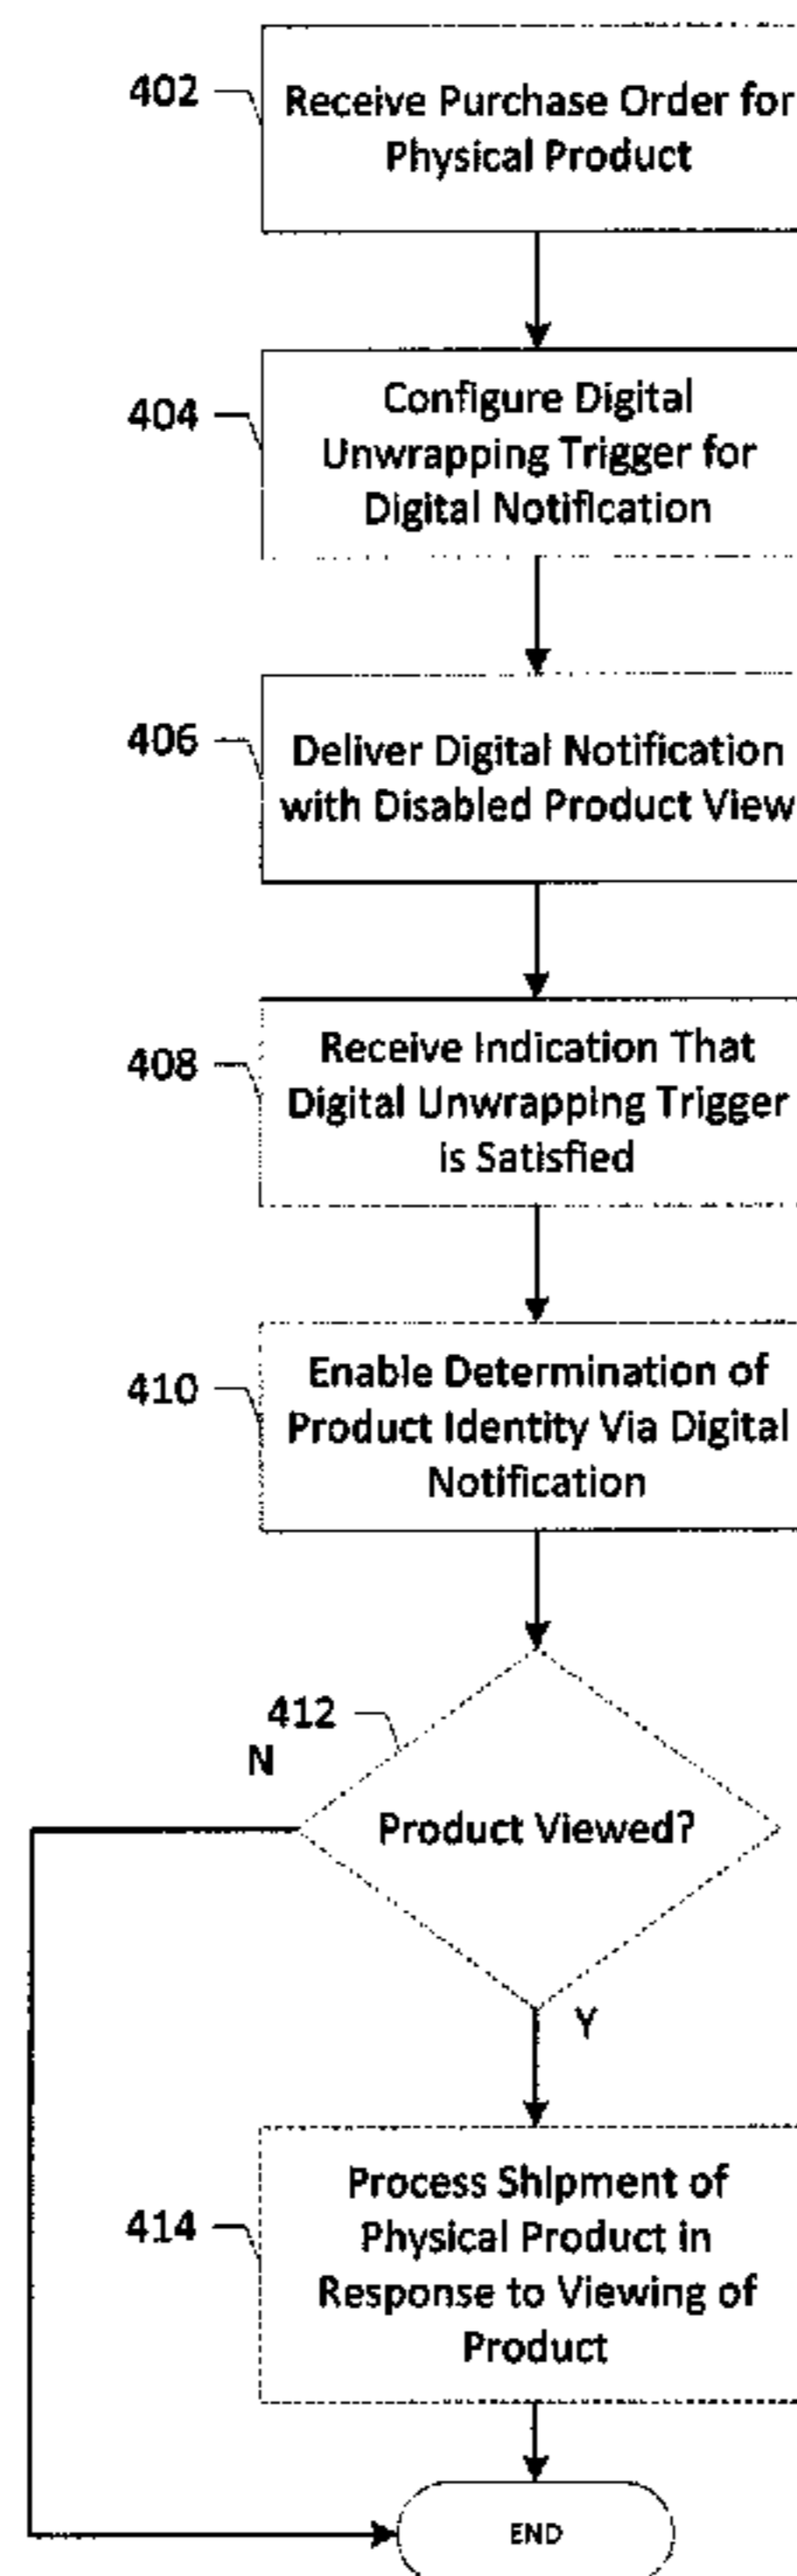 402
Receive Purchase Order for
Physical Product
404
Configure Digital
Unwrapping Trigger for
Digital Notification
406
Deliver Digital Notification
with Disabled Product View
408
Receive Indication That
Digital Unwrapping Trigger
is Satisfied
410
Enable Determination of
Product Identity Via Digital
Notification
412
N
Product Viewed?
Y
414
Process Shipment of
Physical Product in
Response to Viewing of
Product
END